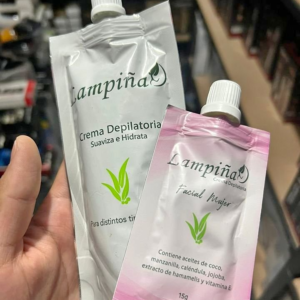 Lampiña
Crema Depilatoria
Suaviza e Hidrata
Para distintos
Lampiña
Facial Mujer
Contiene aceites de coco,
manzanilla, caléndula, jojoba,
extracto de hamamelis y vitamina E
15g